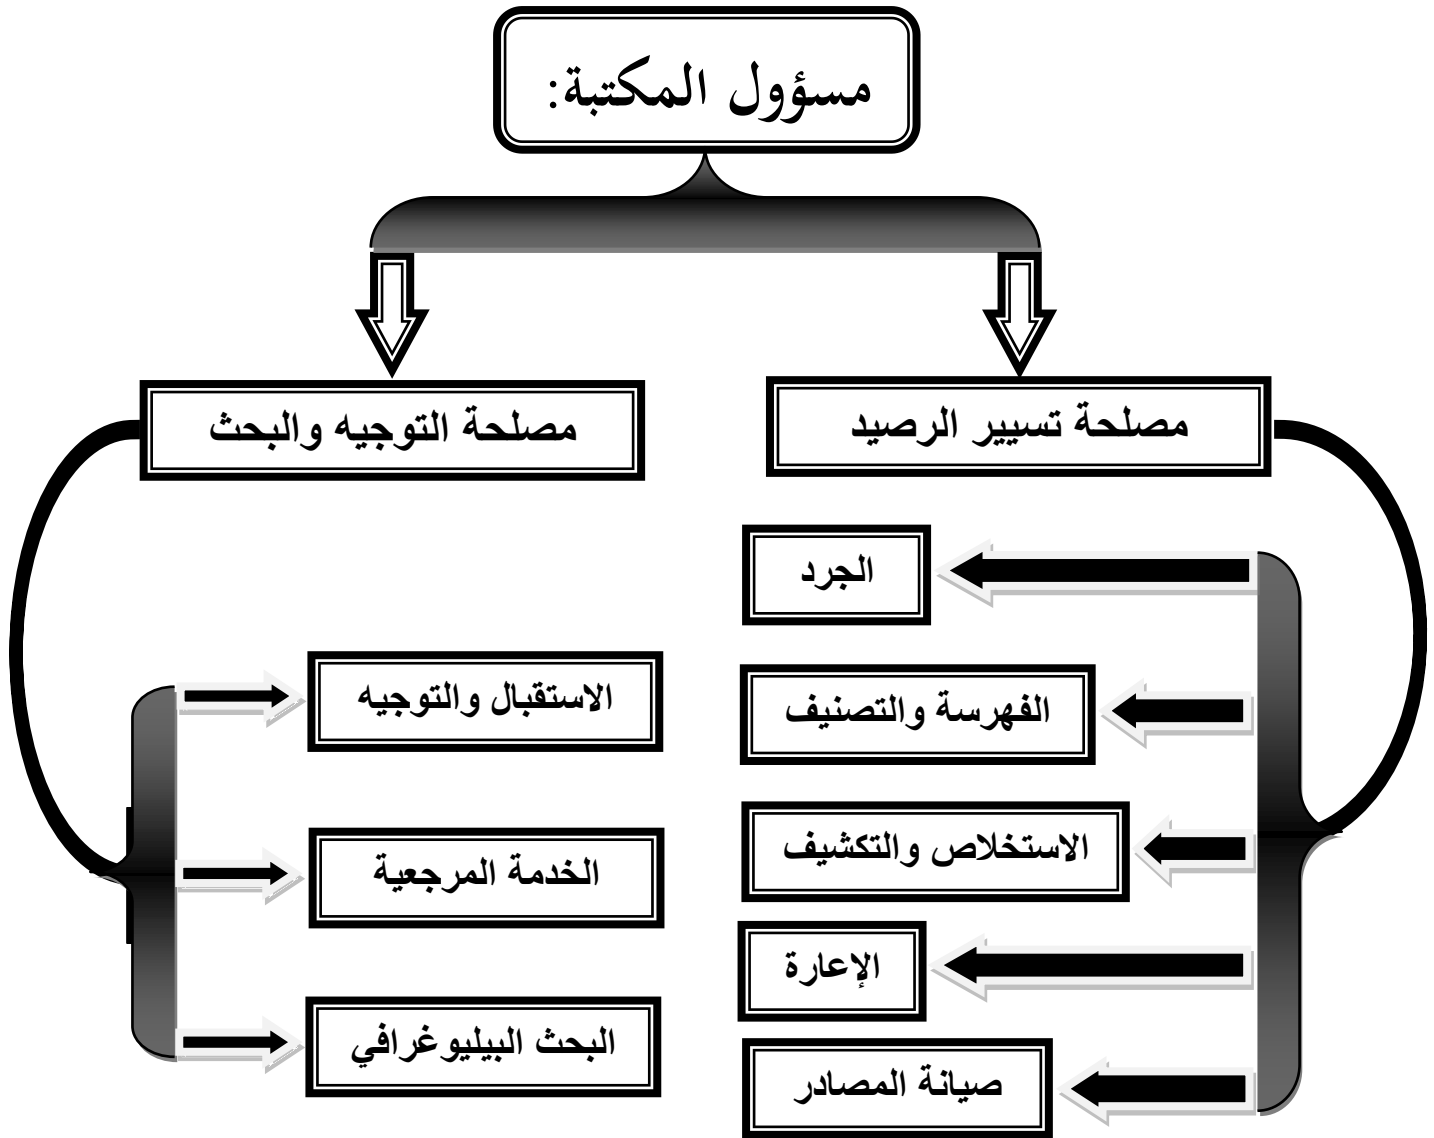 مسؤول المكتبة:
مصلحة تسيير الرصيد
مصلحة التوجيه والبحث
الجرد
الفهرسة والتصنيف
الاستخلاص والتكشيف
الإعارة
صيانة المصادر
الاستقبال والتوجيه
الخدمة المرجعية
البحث البيليوغرافي